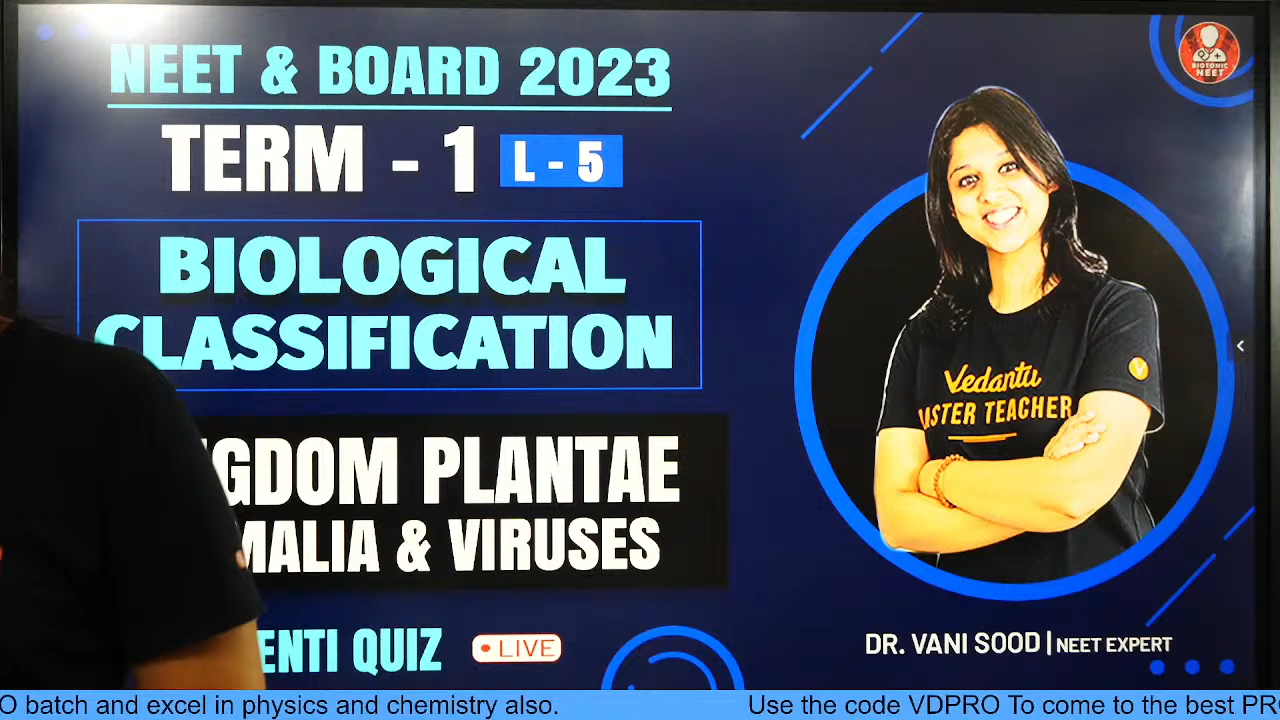 NEET & BOARD 2023
TERM - 1 L - 5
BIOLOGICAL
CLASSIFICATION
GDOM PLANTAE
MALIA & VIRUSES
ENTI QUIZ LIVE
BIOTONIC
NEET
Vedantu
STER TEACHER
V
DR. VANI SOOD | NEET EXPERT
O batch and excel in physics and chemistry also. Use the code VDPRO To come to the best PR